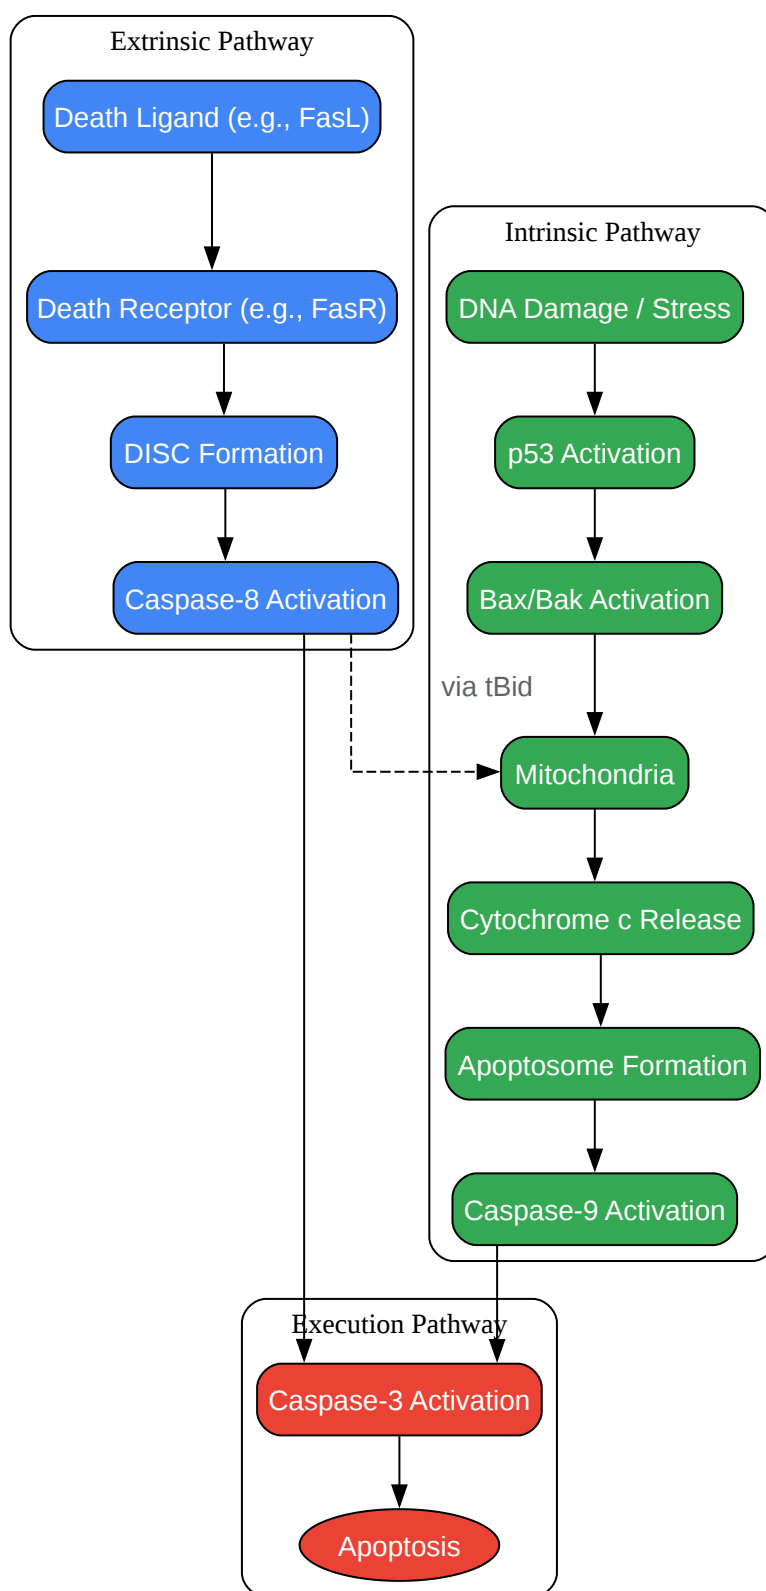 Extrinsic Pathway
Death Ligand (e.g., FasL)
Death Receptor (e.g., FasR)
DISC Formation
Caspase-8 Activation
Intrinsic Pathway
DNA Damage / Stress
p53 Activation
Bax/Bak Activation
via tBid
Mitochondria
Cytochrome c Release
Apoptosome Formation
Caspase-9 Activation
Execution Pathway
Caspase-3 Activation
Apoptosis